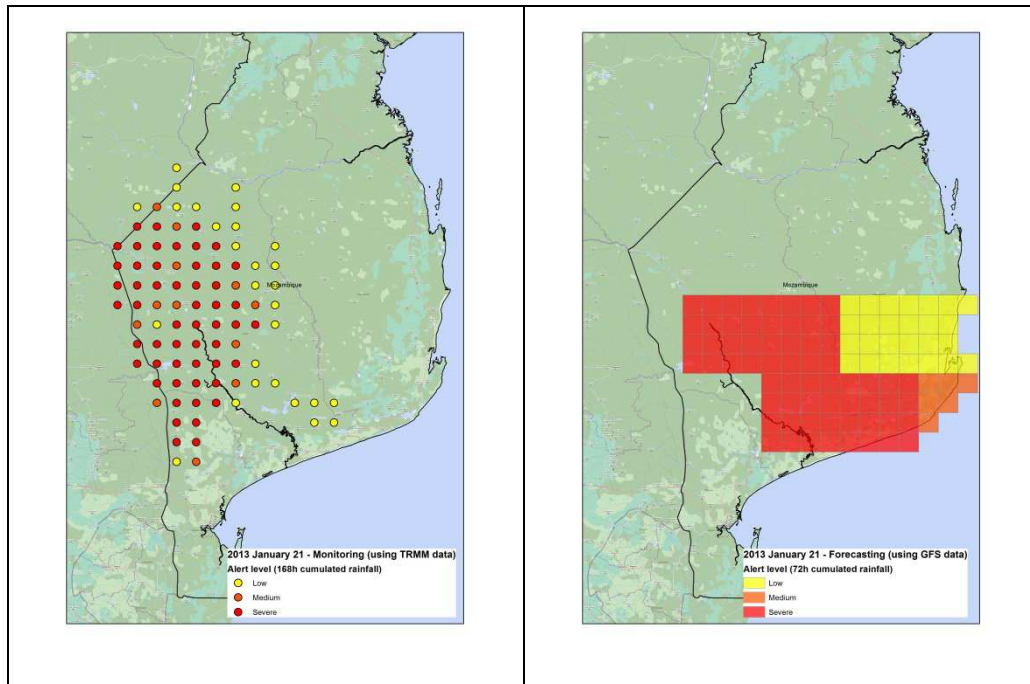 Mozambique
2013 January 21 - Monitoring (using TRMM data)
Alert level (168h cumulated rainfall)
Low
Medium
Severe
Mozambique
2013 January 21 - Forecasting (using GFS data)
Alert level (72h cumulated rainfall)
Low
Medium
Severe